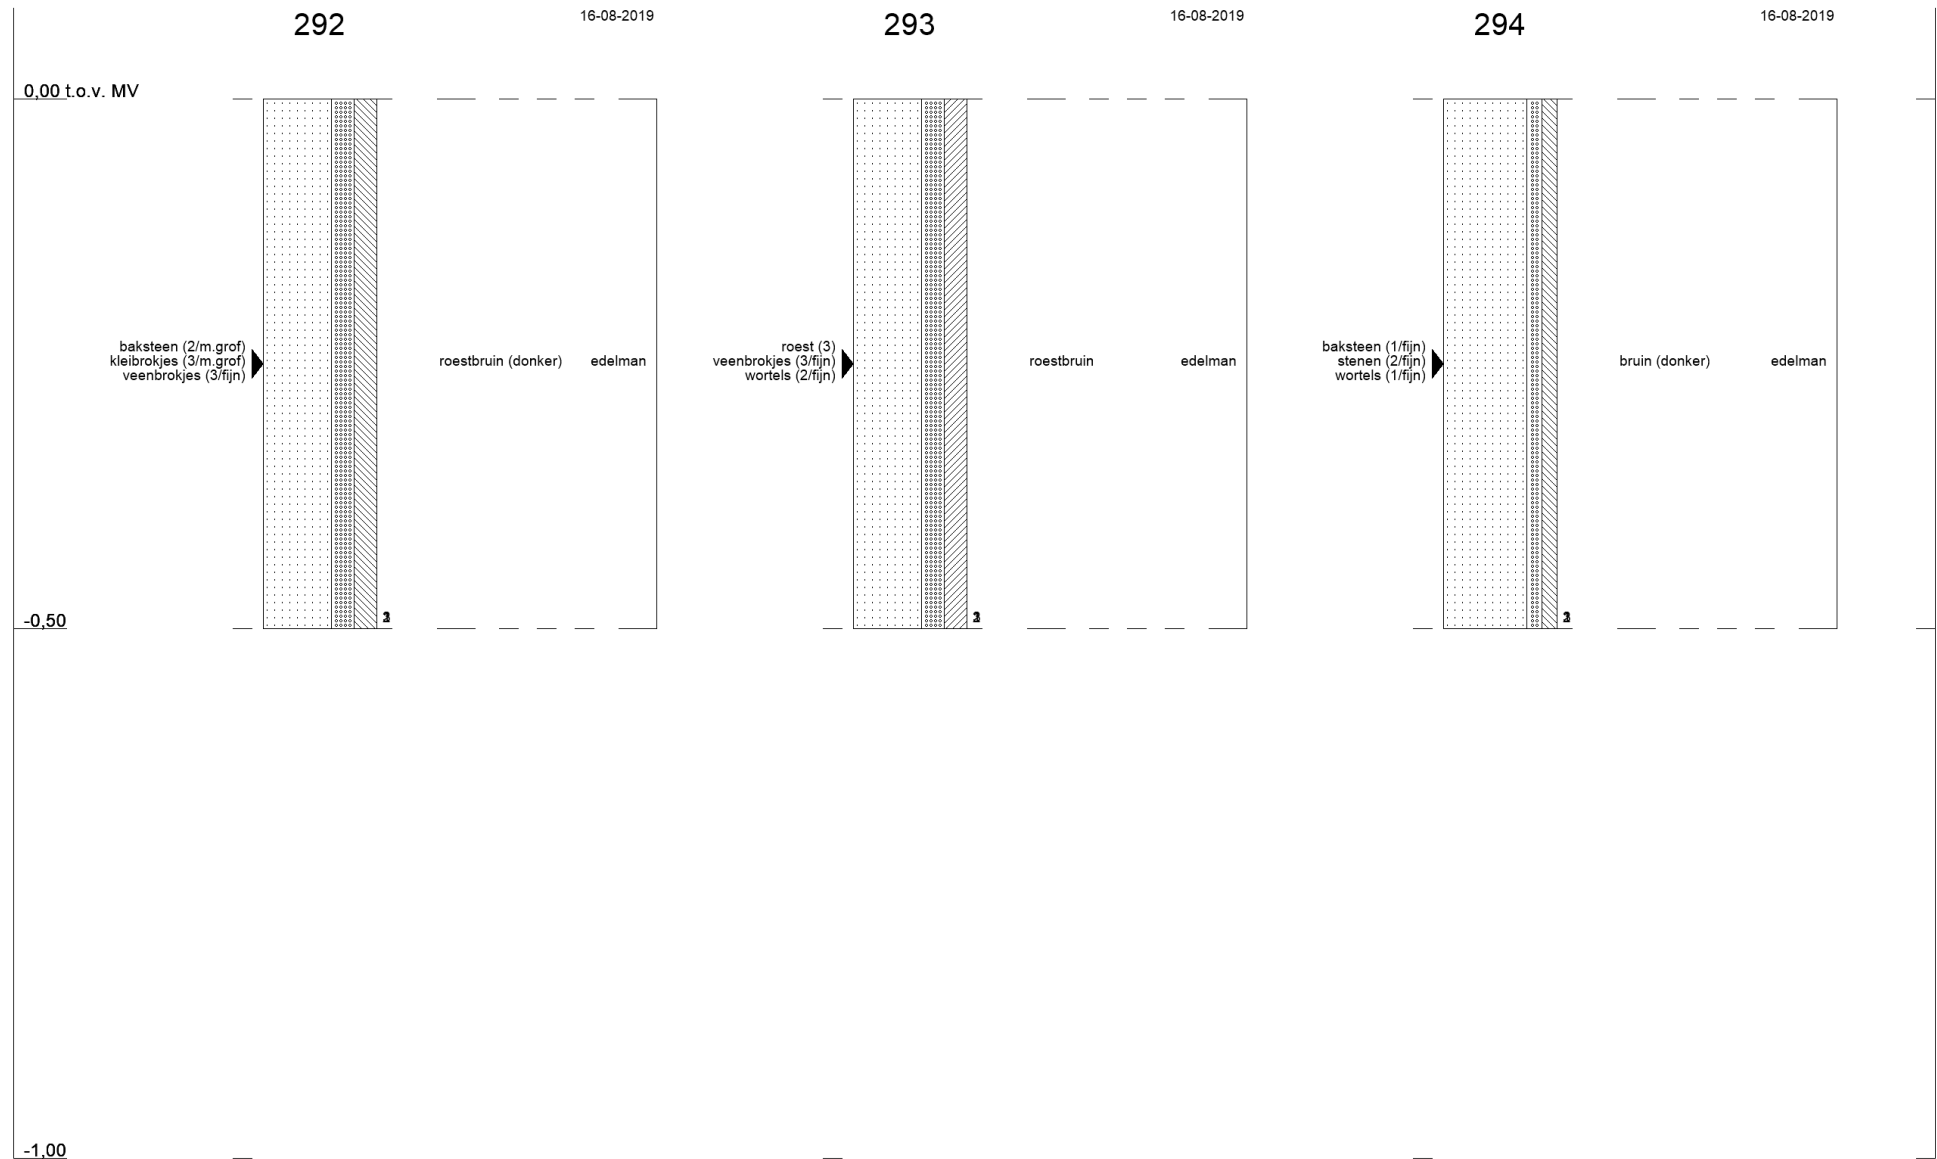 292
16-08-2019
293
16-08-2019
294
16-08-2019
0,00 t.o.v. MV
baksteen (2/m.grof)
kleibrokjes (3/m.grof)
veenbrokjes (3/fijn)
roestbruin (donker)
edelman
roest (3)
veenbrokjes (3/fijn)
wortels (2/fijn)
roestbruin
edelman
baksteen (1/fijn)
stenen (2/fijn)
wortels (1/fijn)
bruin (donker)
edelman
-0,50
-1,00